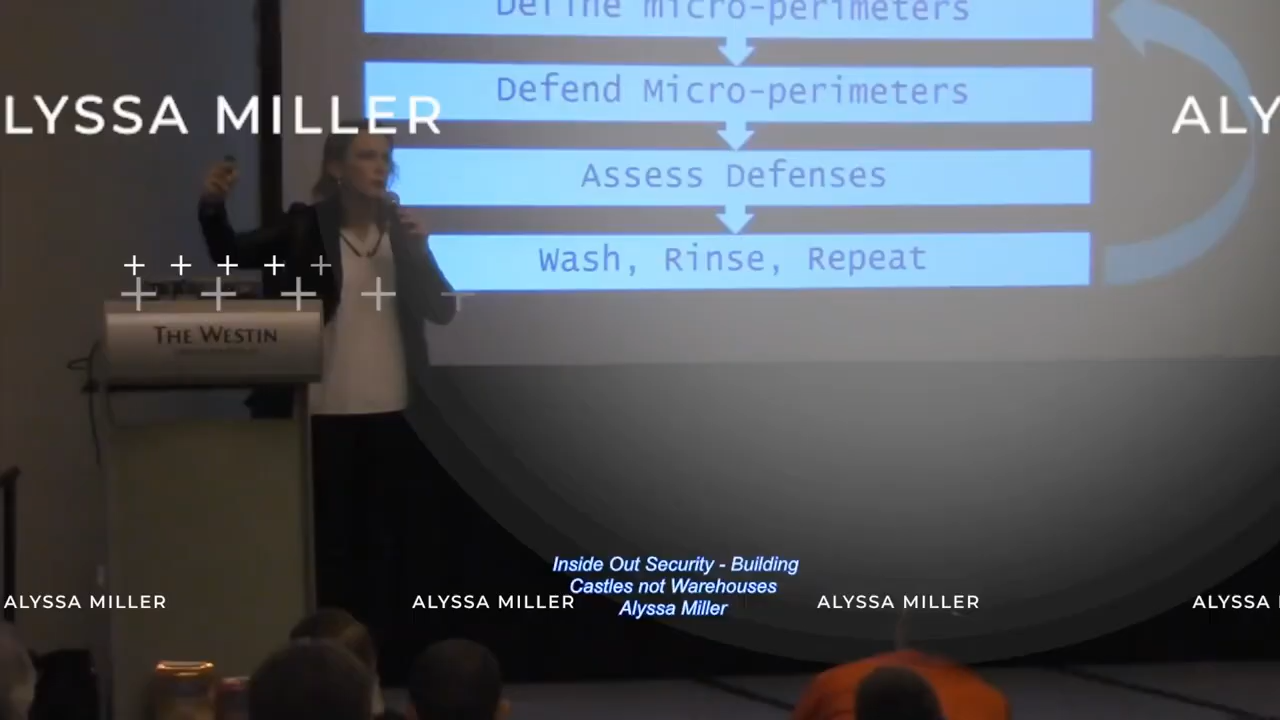 Define micro-perimeters
Defend Micro-perimeters
LYSSA MILLER
ALY
Assess Defenses
Wash, Rinse, Repeat
THE WESTIN
Inside Out Security - Building
Castles not Warehouses
Alyssa Miller
ALYSSA MILLER
ALYSSA MILLER
ALYSSA MILLER
ALYSSA